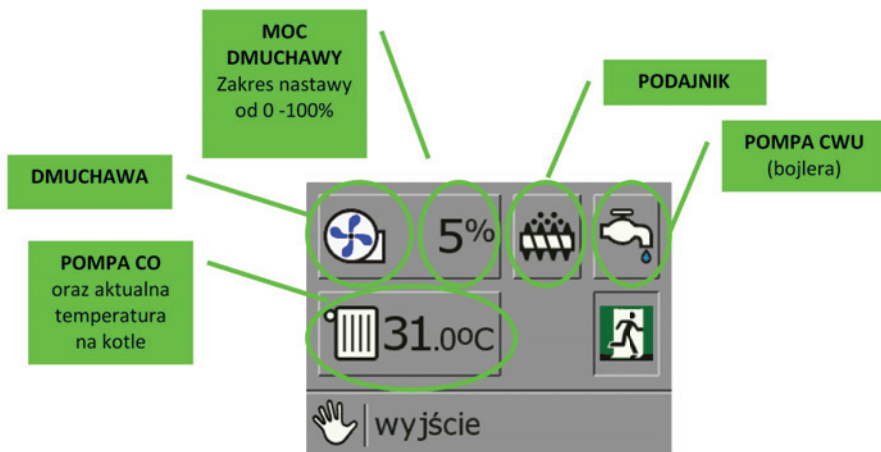 MOC
DMUCHAWY
Zakres nastawy
od 0 -100%
PODAJNIK
POMPA CWU
(bojlera)
DMUCHAWA
POMPA CO
oraz aktualna
temperatura
na kotle
5%
31.0ºC
wyjście